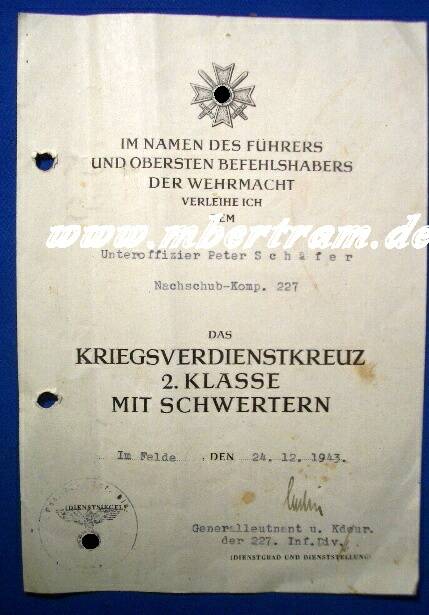 IM NAMEN DES FÜHRERS
UND OBERSTEN BEFEHLSHABERS
DER WEHRMACHT
VERLEIHE ICH
DEM
www.mbertram.de
Unteroffizier Peter Schäfer
Nachschub-Komp. 227
DAS
KRIEGSVERDIENSTKREUZ
2. KLASSE
MIT SCHWERTERN
Im Felde, DEN 24.12.1943.
(DIENSTSIEGEL)
Generalleutnant u. Kdeur.
der 227. Inf.Div.
(DIENSTGRAD UND DIENSTSTELLUNG)